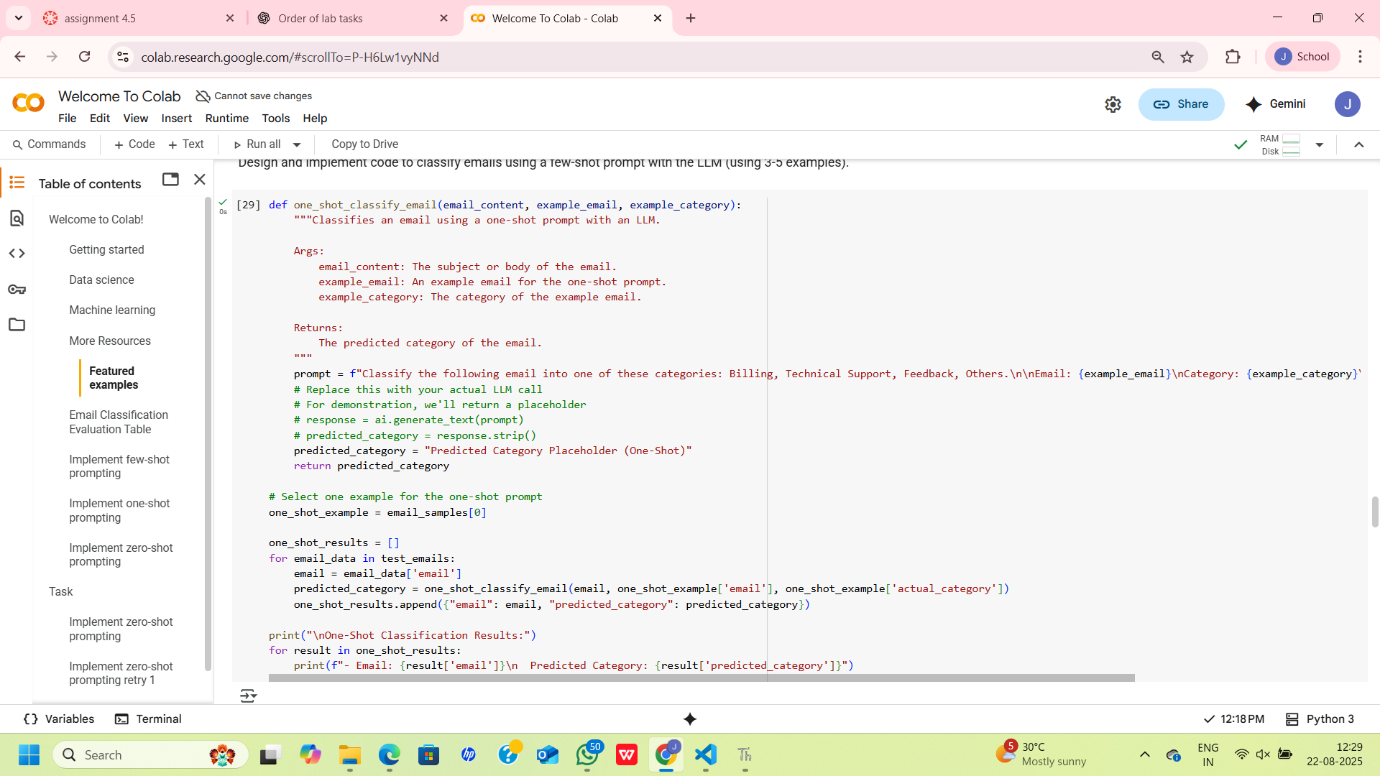 assignment 4.5
Order of lab tasks
Welcome To Colab - Colab
colab.research.google.com/#scrollTo=P-H6Lw1vyNNd
J School
Welcome To Colab
Cannot save changes
Share
Gemini
J
File Edit View Insert Runtime Tools Help
Commands + Code + Text Run all Copy to Drive
RAM
Disk
Table of contents
Welcome to Colab!
Getting started
Data science
Machine learning
More Resources
Featured
examples
Email Classification
Evaluation Table
Implement few-shot
prompting
Implement one-shot
prompting
Implement zero-shot
prompting
Task
Implement zero-shot
prompting
Implement zero-shot
prompting retry 1
Design and implement code to classify emails using a few-shot prompt with the LLM (using 3-5 examples).
0s
[29] def one_shot_classify_email(email_content, example_email, example_category):
"""Classifies an email using a one-shot prompt with an LLM.
Args:
email_content: The subject or body of the email.
example_email: An example email for the one-shot prompt.
example_category: The category of the example email.
Returns:
The predicted category of the email.
"""
prompt = f"Classify the following email into one of these categories: Billing, Technical Support, Feedback, Others.\n\nEmail: {example_email}\nCategory: {example_category}\
# Replace this with your actual LLM call
# For demonstration, we'll return a placeholder
# response = ai.generate_text(prompt)
# predicted_category = response.strip()
predicted_category = "Predicted Category Placeholder (One-Shot)"
return predicted_category
# Select one example for the one-shot prompt
one_shot_example = email_samples[0]
one_shot_results = []
for email_data in test_emails:
email = email_data['email']
predicted_category = one_shot_classify_email(email, one_shot_example['email'], one_shot_example['actual_category'])
one_shot_results.append({"email": email, "predicted_category": predicted_category})
print("\nOne-Shot Classification Results:")
for result in one_shot_results:
print(f"- Email: {result['email']}\n  Predicted Category: {result['predicted_category']}")
Variables
Terminal
12:18 PM
Python 3
Search
50
5
30°C
Mostly sunny
ENG
IN
12:29
22-08-2025